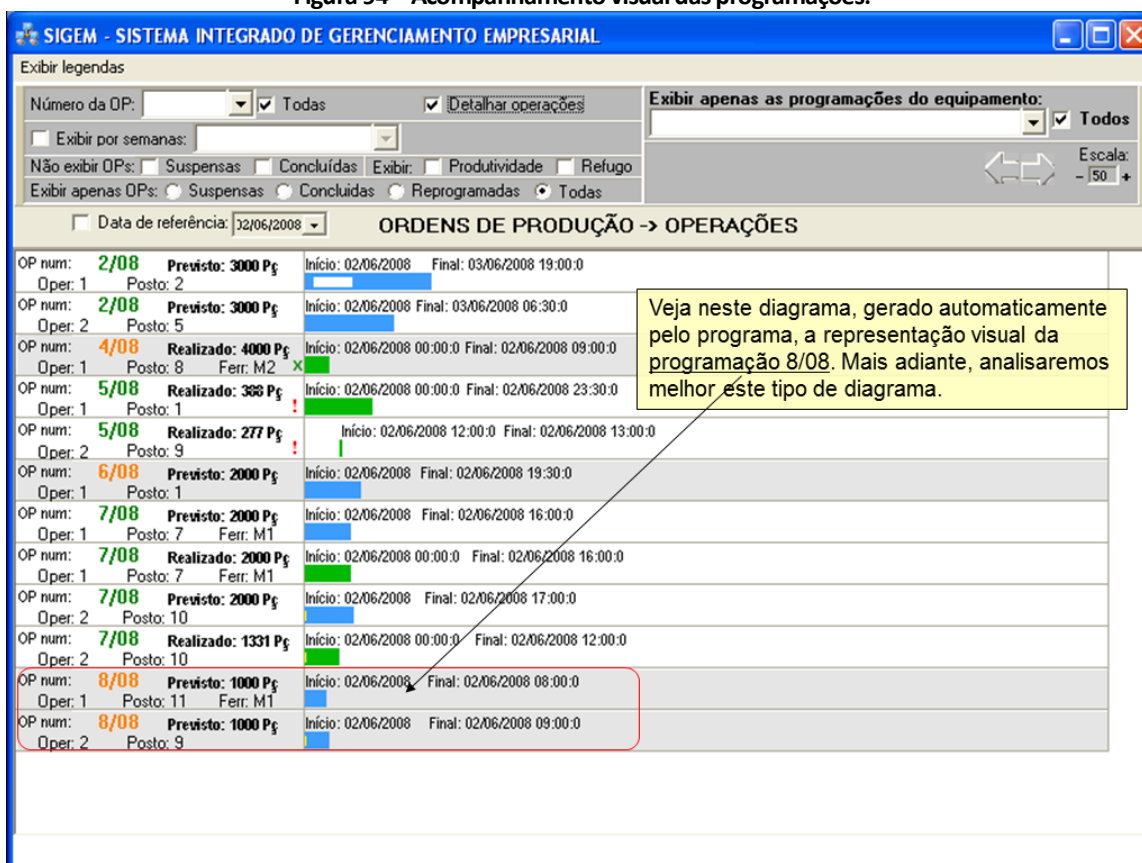 Figura 94 – Acompanhamento visual das programações.
SIGEM - SISTEMA INTEGRADO DE GERENCIAMENTO EMPRESARIAL
Exibir legendas
Número da OP: Todas Detalhar operações
Exibir apenas as programações do equipamento:
Todos
Exibir por semanas:
Não exibir OPs: Suspensas Concluídas Exibir: Produtividade Refugo
Escala:
- 50 +
Exibir apenas OPs: Suspensas Concluidas Reprogramadas Todas
Data de referência: 02/06/2008 ORDENS DE PRODUÇÃO -> OPERAÇÕES
OP num: 2/08 Previsto: 3000 Pç Início: 02/06/2008 Final: 03/06/2008 19:00:0
Oper: 1 Posto: 2
OP num: 2/08 Previsto: 3000 Pç Início: 02/06/2008 Final: 03/06/2008 06:30:0
Oper: 2 Posto: 5
OP num: 4/08 Realizado: 4000 Pç Início: 02/06/2008 00:00:0 Final: 02/06/2008 09:00:0
Oper: 1 Posto: 8 Ferr: M2 X
OP num: 5/08 Realizado: 388 Pç Início: 02/06/2008 00:00:0 Final: 02/06/2008 23:30:0
Oper: 1 Posto: 1 !
OP num: 5/08 Realizado: 277 Pç Início: 02/06/2008 12:00:0 Final: 02/06/2008 13:00:0
Oper: 2 Posto: 9 !
OP num: 6/08 Previsto: 2000 Pç Início: 02/06/2008 Final: 02/06/2008 19:30:0
Oper: 1 Posto: 1
OP num: 7/08 Previsto: 2000 Pç Início: 02/06/2008 Final: 02/06/2008 16:00:0
Oper: 1 Posto: 7 Ferr: M1
OP num: 7/08 Realizado: 2000 Pç Início: 02/06/2008 00:00:0 Final: 02/06/2008 16:00:0
Oper: 1 Posto: 7 Ferr: M1
OP num: 7/08 Previsto: 2000 Pç Início: 02/06/2008 Final: 02/06/2008 17:00:0
Oper: 2 Posto: 10
OP num: 7/08 Realizado: 1331 Pç Início: 02/06/2008 00:00:0 Final: 02/06/2008 12:00:0
Oper: 2 Posto: 10
OP num: 8/08 Previsto: 1000 Pç Início: 02/06/2008 Final: 02/06/2008 08:00:0
Oper: 1 Posto: 11 Ferr: M1
OP num: 8/08 Previsto: 1000 Pç Início: 02/06/2008 Final: 02/06/2008 09:00:0
Oper: 2 Posto: 9
Veja neste diagrama, gerado automaticamente
pelo programa, a representação visual da
programação 8/08. Mais adiante, analisaremos
melhor este tipo de diagrama.